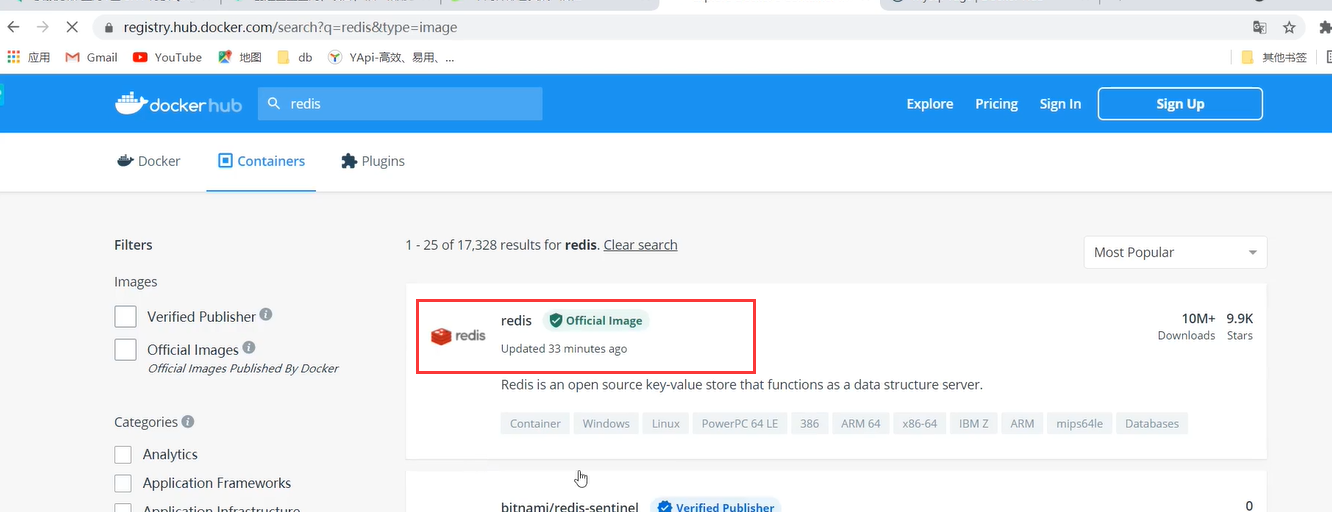 registry.hub.docker.com/search?q=redis&type=image
应用 Gmail YouTube 地图 db YApi-高效、易用、... 其他书签
docker hub redis Explore Pricing Sign In Sign Up
Docker Containers Plugins
Filters
Images
Verified Publisher
Official Images
Official Images Published By Docker
Categories
Analytics
Application Frameworks
Application Infrastructure
1 - 25 of 17,328 results for redis. Clear search
Most Popular
redis
redis Official Image
Updated 33 minutes ago
10M+ 9.9K
Downloads Stars
Redis is an open source key-value store that functions as a data structure server.
Container Windows Linux PowerPC 64 LE 386 ARM 64 x86-64 IBM Z ARM mips64le Databases
bitnami/redis-sentinel Verified Publisher
0